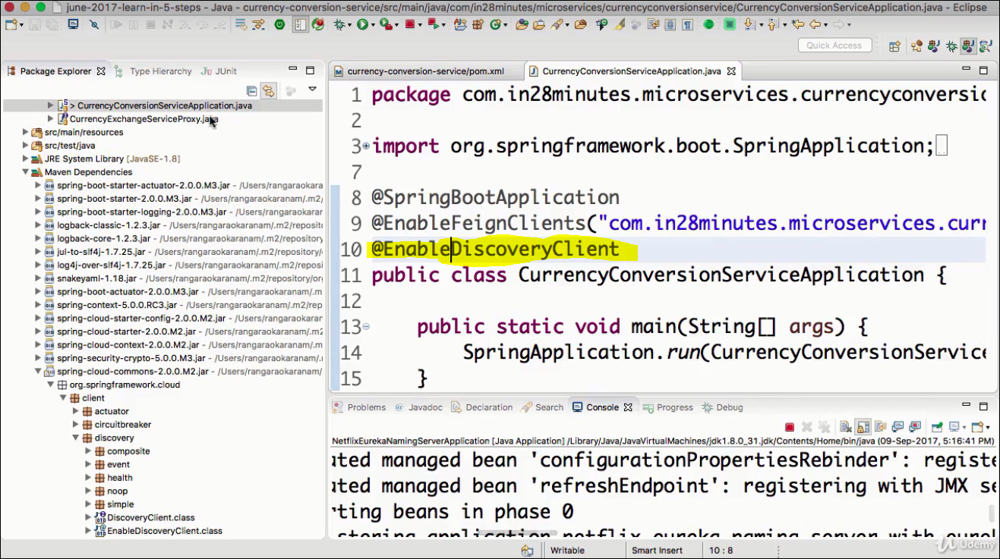 june-2017-learn-in-5-steps - Java - currency-conversion-service/src/main/java/com/in28minutes/microservices/currencyconversionservice/CurrencyConversionServiceApplication.java - Eclipse
Quick Access
Package Explorer
Type Hierarchy
JUnit
> CurrencyConversionServiceApplication.java
CurrencyExchangeServiceProxy.java
src/main/resources
src/test/java
JRE System Library [JavaSE-1.8]
Maven Dependencies
spring-boot-starter-actuator-2.0.0.M3.jar - /Users/rangaraokaranam/
spring-boot-starter-2.0.0.M3.jar - /Users/rangaraokaranam/.m2/
spring-boot-starter-logging-2.0.0.M3.jar - /Users/rangaraokaranam/
logback-classic-1.2.3.jar - /Users/rangaraokaranam/.m2/reposito
logback-core-1.2.3.jar - /Users/rangaraokaranam/.m2/repositor
jul-to-slf4j-1.7.25.jar - /Users/rangaraokaranam/.m2/repository/
log4j-over-slf4j-1.7.25.jar - /Users/rangaraokaranam/.m2/reposi
snakeyaml-1.18.jar - /Users/rangaraokaranam/.m2/repository/org
spring-boot-actuator-2.0.0.M3.jar - /Users/rangaraokaranam/.m2
spring-context-5.0.0.RC3.jar - /Users/rangaraokaranam/.m2/rep
spring-cloud-starter-config-2.0.0.M2.jar - /Users/rangaraokaranam
spring-cloud-starter-2.0.0.M2.jar - /Users/rangaraokaranam/.m2
spring-cloud-context-2.0.0.M2.jar - /Users/rangaraokaranam/.m2
spring-security-crypto-5.0.0.M3.jar - /Users/rangaraokaranam/.m
spring-cloud-commons-2.0.0.M2.jar - /Users/rangaraokaranam/
org.springframework.cloud
client
actuator
circuitbreaker
discovery
composite
event
health
noop
simple
DiscoveryClient.class
EnableDiscoveryClient.class
currency-conversion-service/pom.xml
CurrencyConversionServiceApplication.java
1 package com.in28minutes.microservices.currencyconversic
2
3 import org.springframework.boot.SpringApplication;
7
8 @SpringBootApplication
9 @EnableFeignClients("com.in28minutes.microservices.curr
10 @EnableDiscoveryClient
11 public class CurrencyConversionServiceApplication {
12
13 public static void main(String[] args) {
14 SpringApplication.run(CurrencyConversionService
15 }
Problems
Javadoc
Declaration
Search
Console
Progress
Debug
NetflixEurekaNamingServerApplication [Java Application] /Library/Java/JavaVirtualMachines/jdk1.8.0_31.jdk/Contents/Home/bin/java (09-Sep-2017, 5:16:41 PM)
ated managed bean 'configurationPropertiesRebinder': registe
ated managed bean 'refreshEndpoint': registering with JMX se
rting beans in phase 0
stering application netflix-eureka-naming-server with eurek
Writable
Smart Insert
10 : 8
Udemy